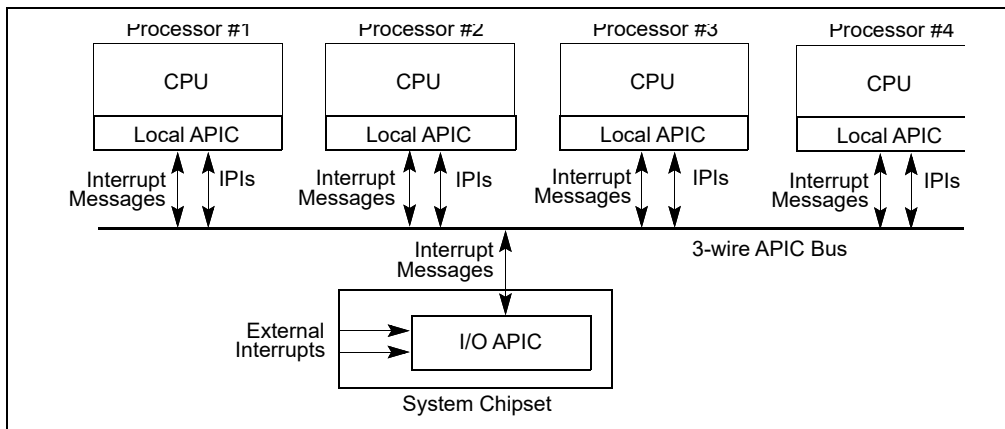 Processor #1
Processor #2
Processor #3
Processor #4
CPU
CPU
CPU
CPU
Local APIC
Local APIC
Local APIC
Local APIC
Interrupt
Messages
IPIs
Interrupt
Messages
IPIs
Interrupt
Messages
IPIs
Interrupt
Messages
IPIs
Interrupt
Messages
3-wire APIC Bus
External
Interrupts
I/O APIC
System Chipset